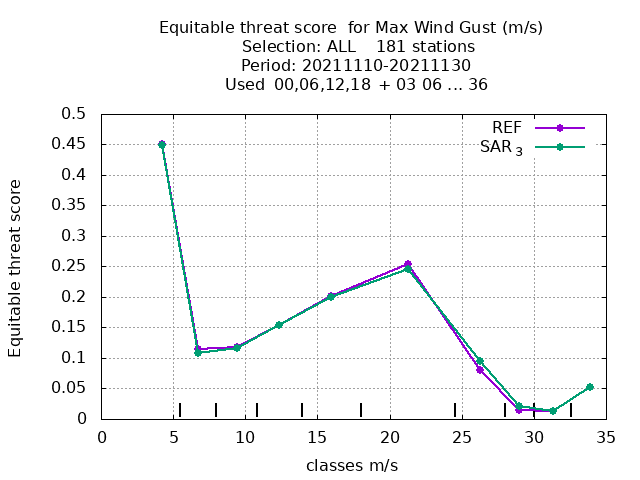 Equitable threat score  for Max Wind Gust (m/s)
Selection: ALL    181 stations
Period: 20211110-20211130
Used  00,06,12,18  + 03 06 ... 36
REF
SAR 3
0.5
0.45
0.4
0.35
0.3
0.25
0.2
0.15
0.1
0.05
0
Equitable threat score
0 5 10 15 20 25 30 35
classes m/s